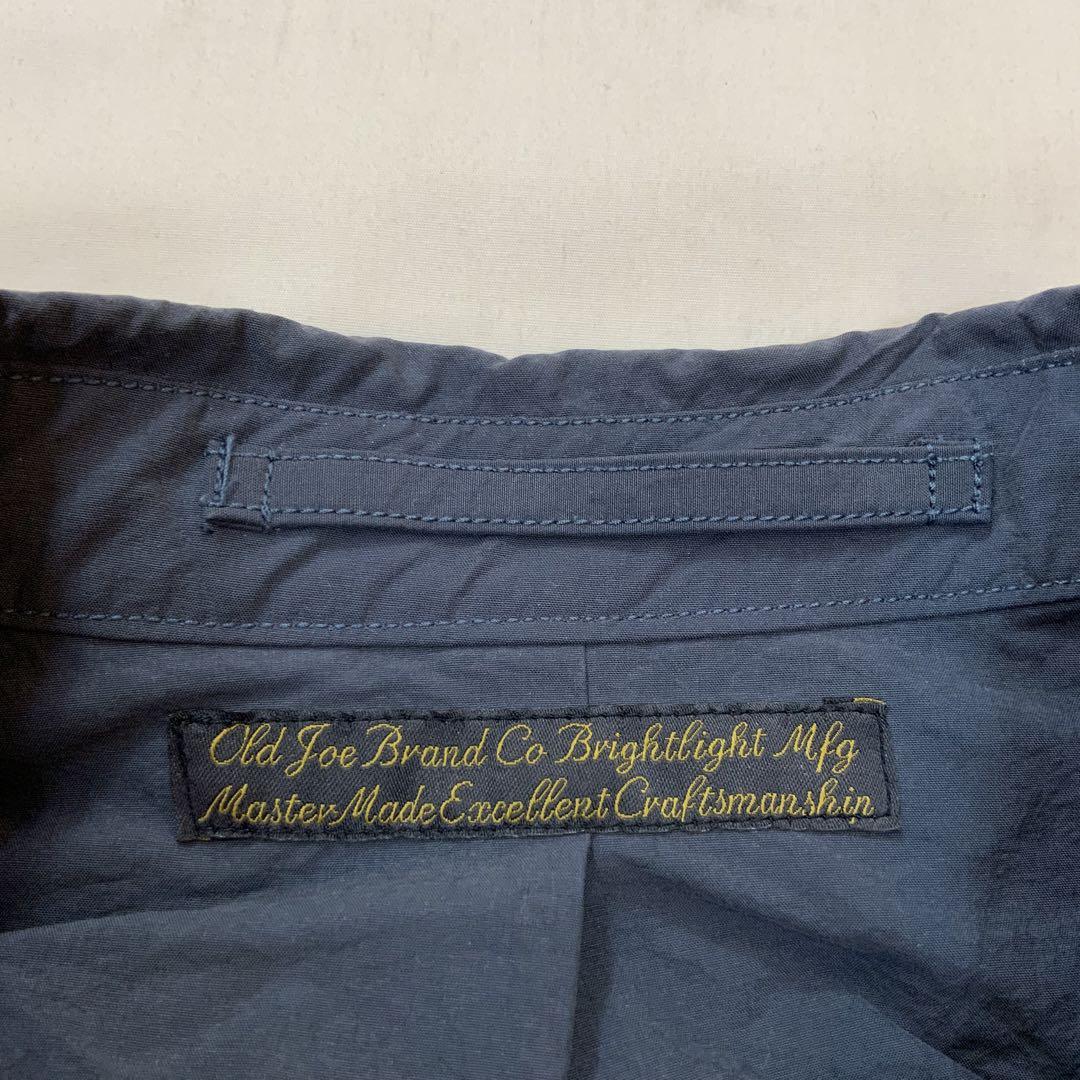 Old Joe Brand Co Brightlight Mfg
Master Made Excellent Craftsmanship